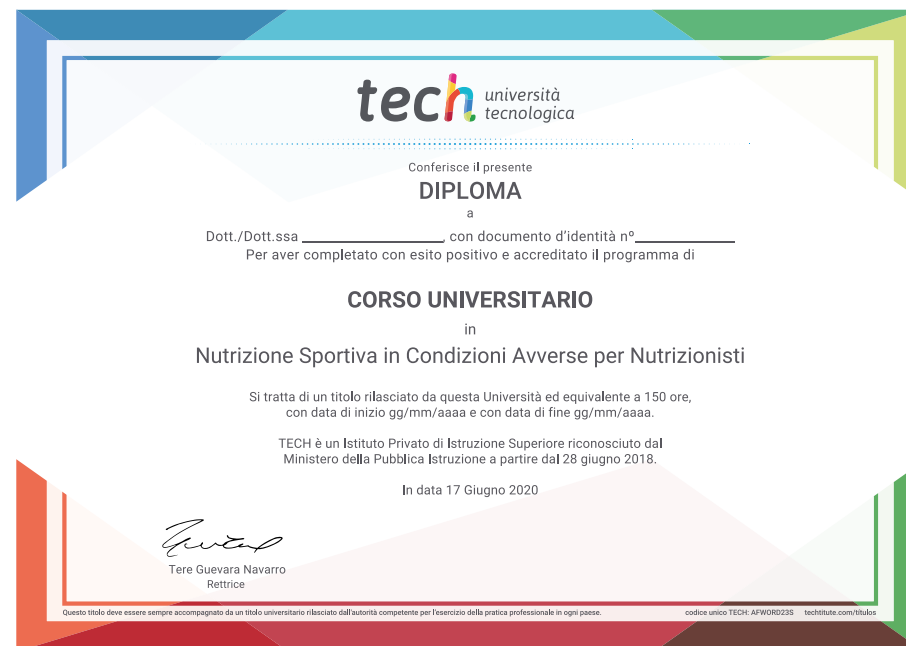 tech università
tecnologica
Conferisce il presente
DIPLOMA
a
Dott./Dott.ssa ____________________, con documento d'identità nº______________
Per aver completato con esito positivo e accreditato il programma di
CORSO UNIVERSITARIO
in
Nutrizione Sportiva in Condizioni Avverse per Nutrizionisti
Si tratta di un titolo rilasciato da questa Università ed equivalente a 150 ore,
con data di inizio gg/mm/aaaa e con data di fine gg/mm/aaaa.
TECH è un Istituto Privato di Istruzione Superiore riconosciuto dal
Ministero della Pubblica Istruzione a partire dal 28 giugno 2018.
In data 17 Giugno 2020
Tere Guevara Navarro
Rettrice
Questo titolo deve essere sempre accompagnato da un titolo universitario rilasciato dall'autorità competente per l'esercizio della pratica professionale in ogni paese. codice unico TECH: AFWORD23S techtitute.com/titulos